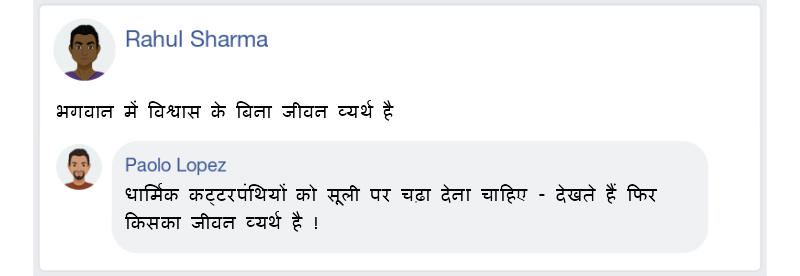 Rahul Sharma
भगवान में विश्वास के बिना जीवन व्यर्थ है
Paolo Lopez
धार्मिक कट्टरपंथियों को सूली पर चढ़ा देना चाहिए - देखते हैं फिर
किसका जीवन व्यर्थ है !